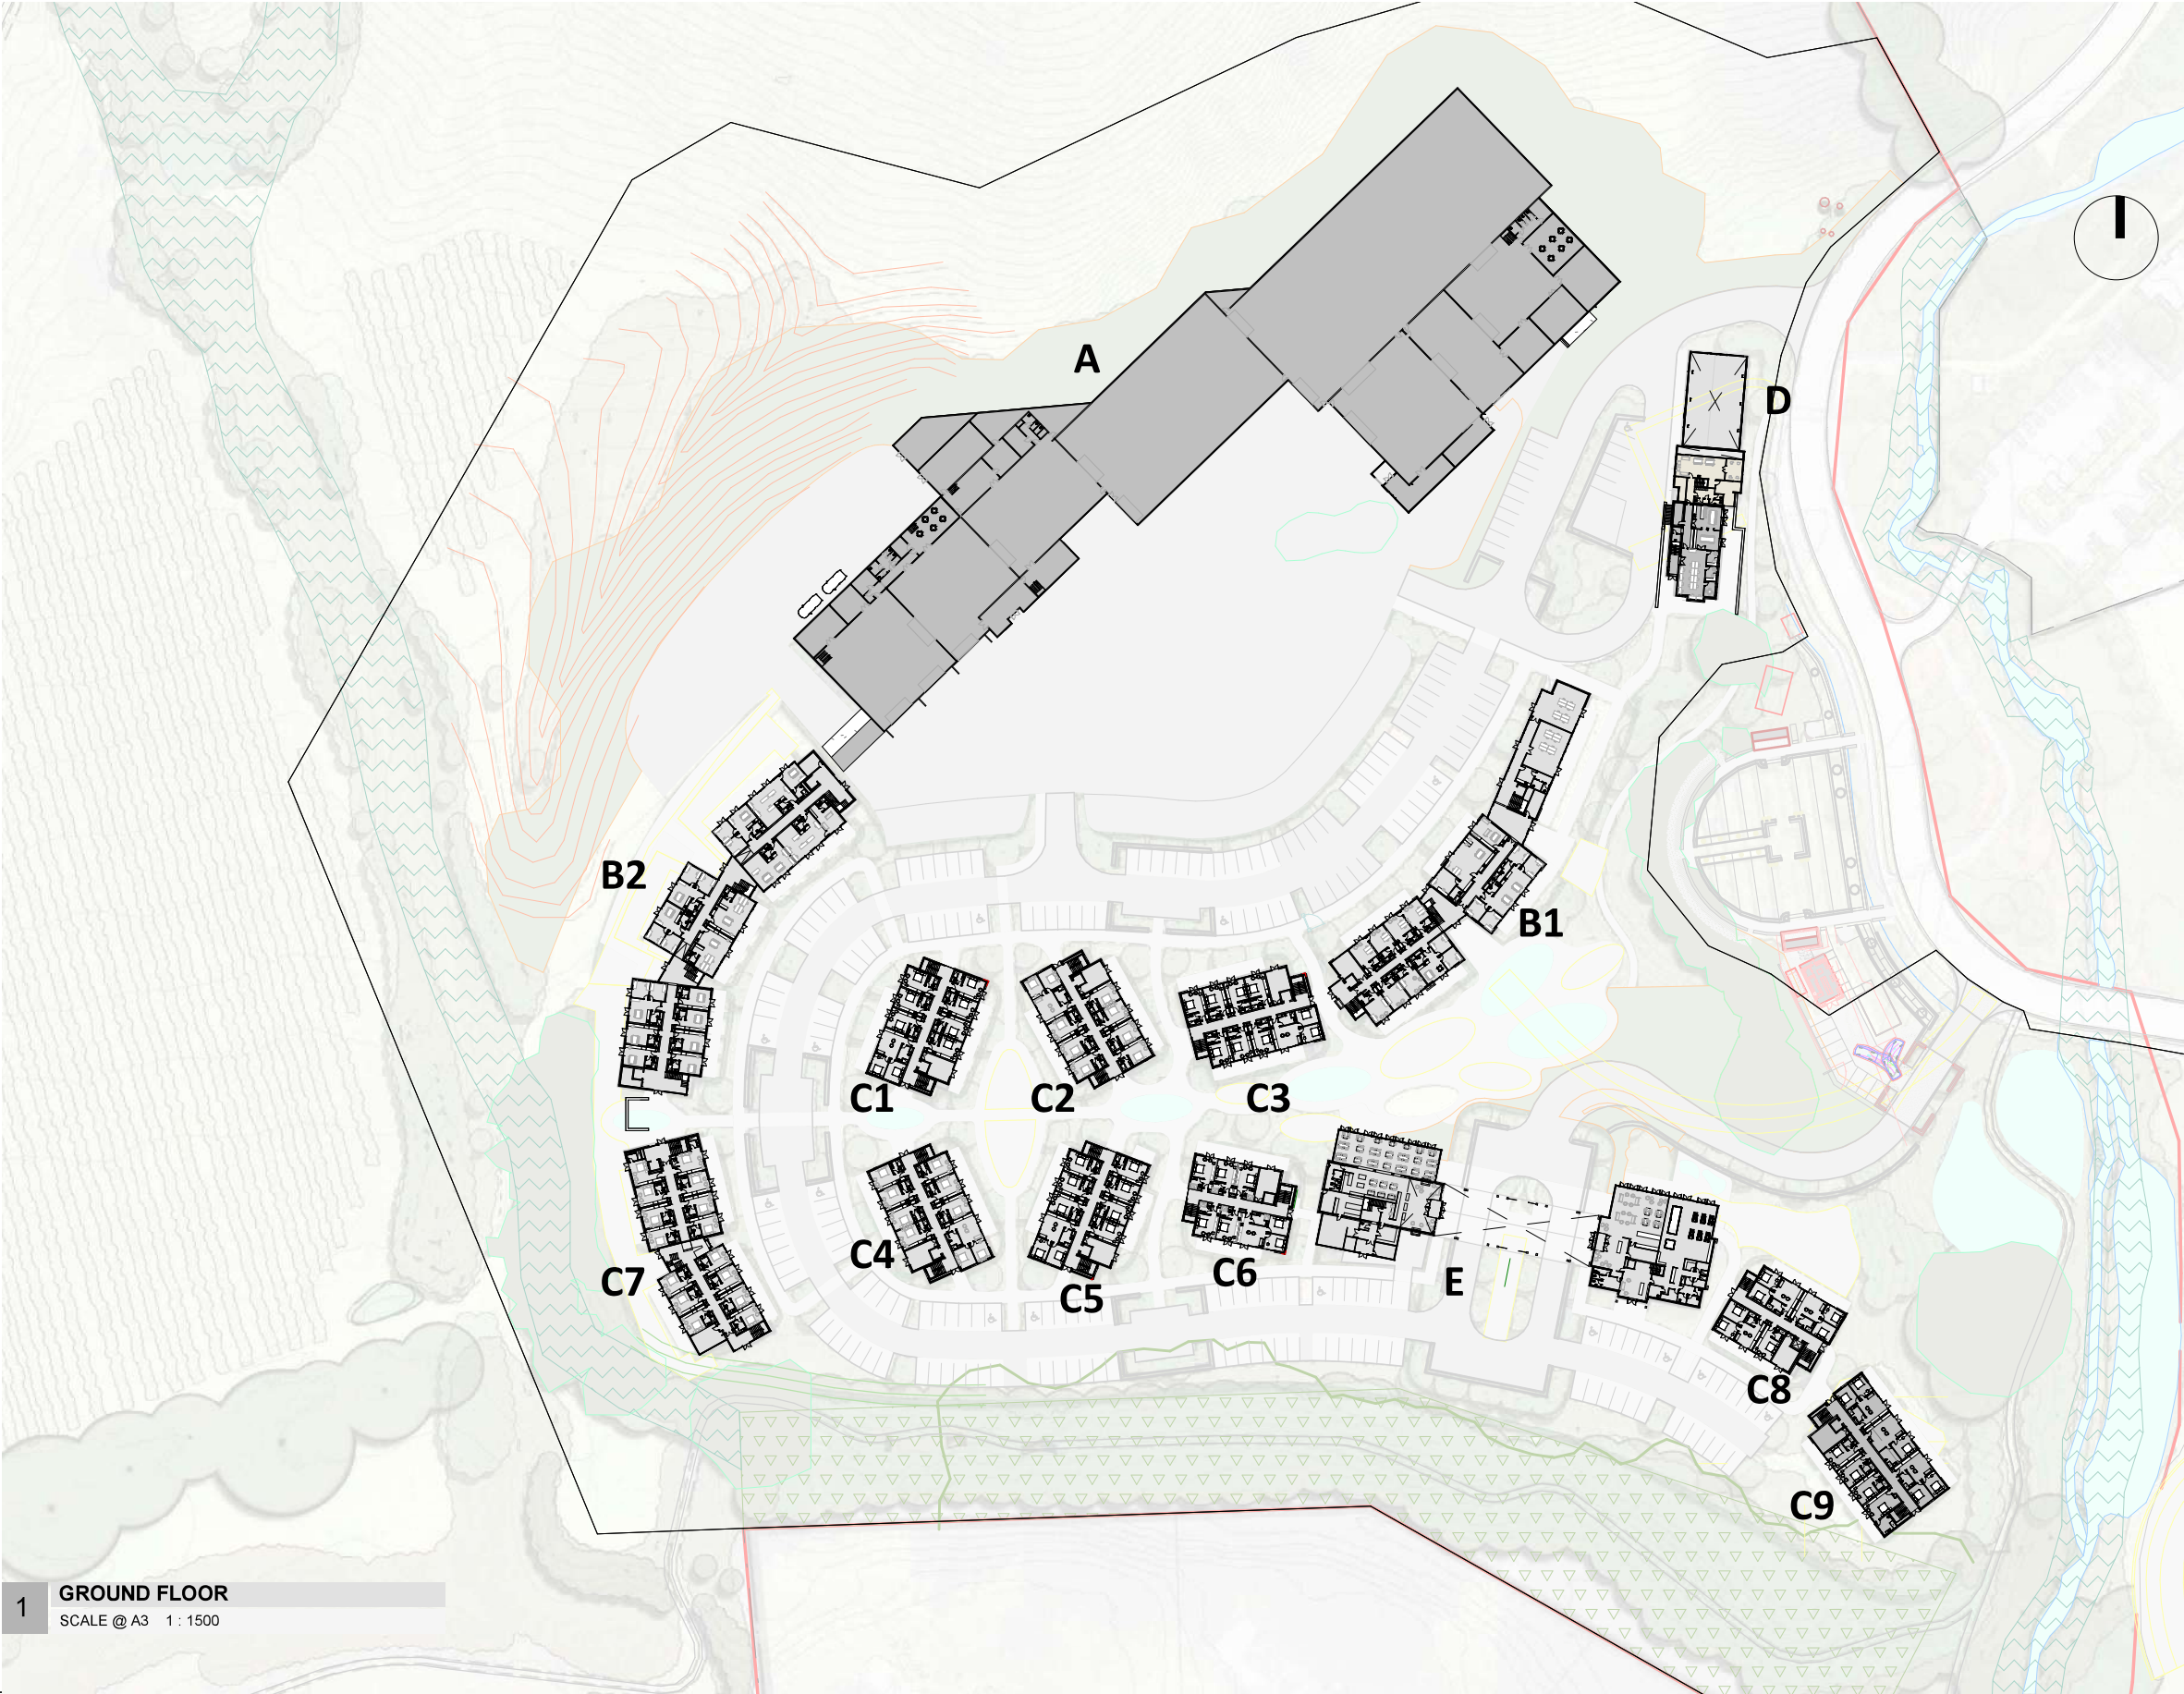 A
D
B2
B1
C1
C2
C3
C4
C5
C6
C7
E
C8
C9
1
GROUND FLOOR
SCALE @ A3 1 : 1500